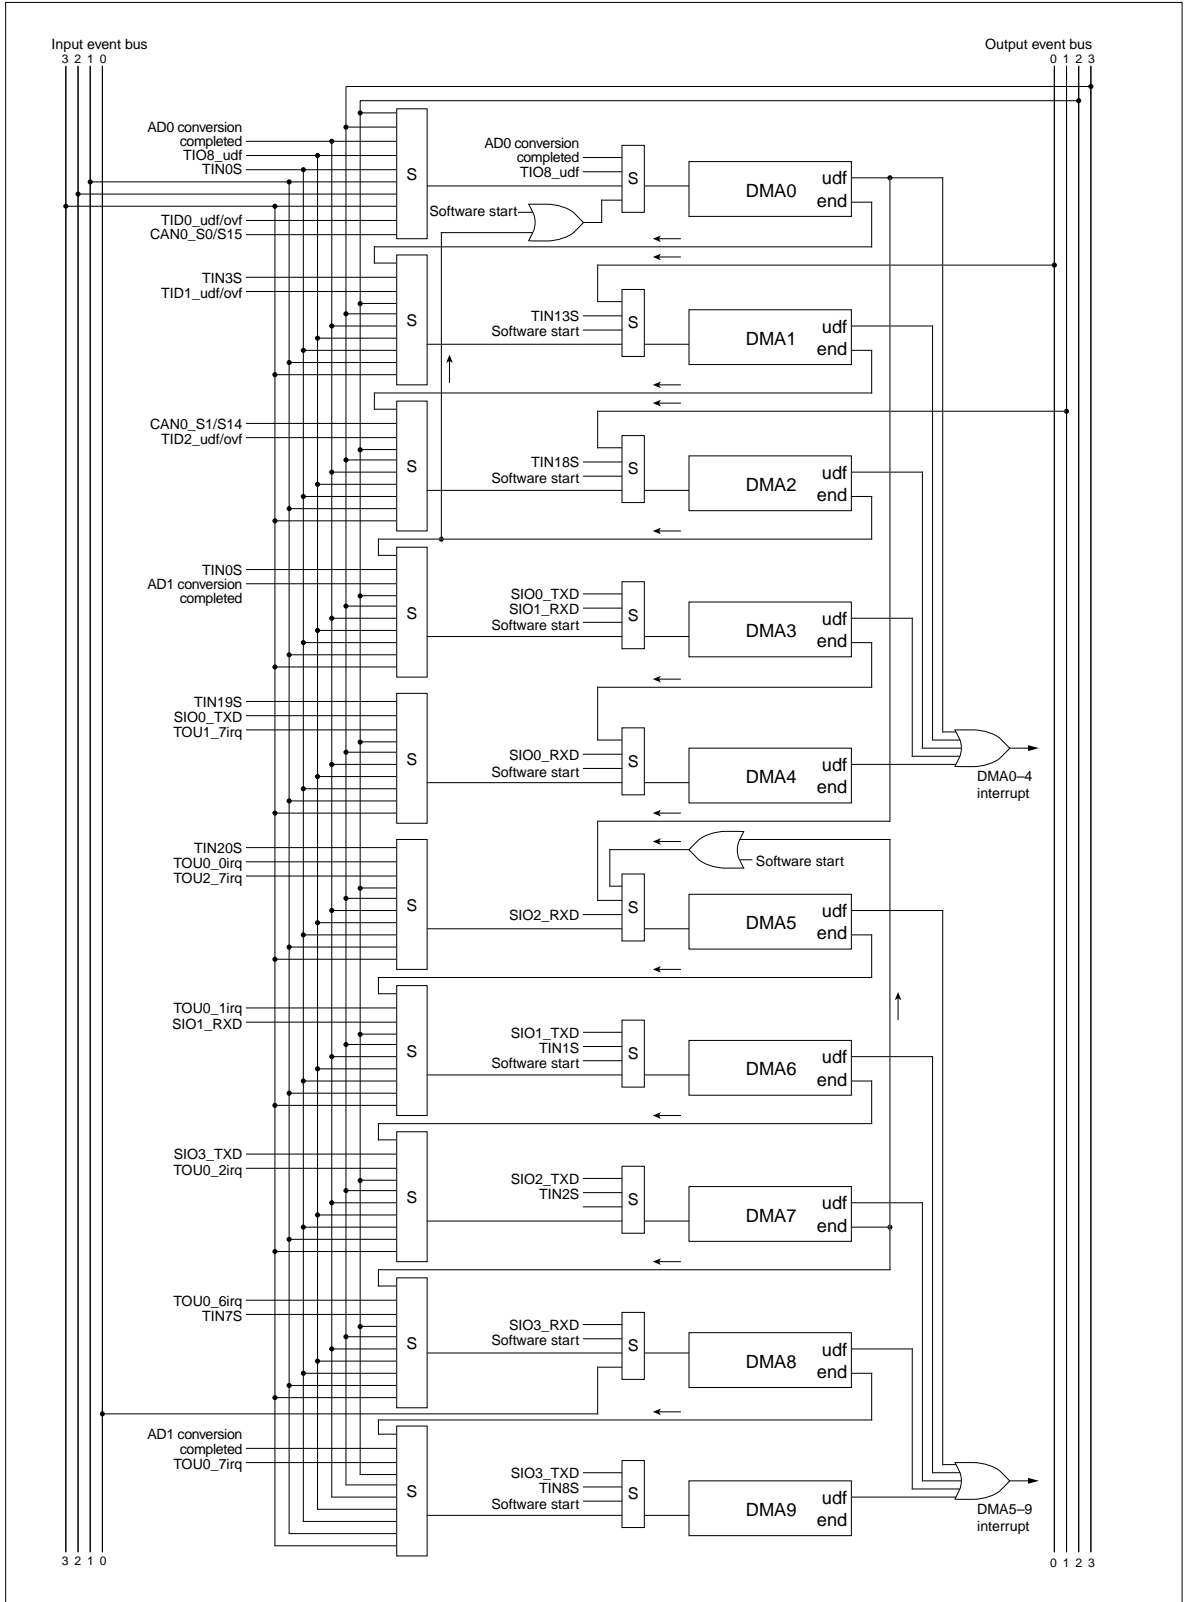 Input event bus
3 2 1 0
Output event bus
0 1 2 3
AD0 conversion
completed
TIO8_udf
TIN0S
TID0_udf/ovf
CAN0_S0/S15
S
AD0 conversion
completed
TIO8_udf
Software start
S
DMA0
udf
end
TIN3S
TID1_udf/ovf
S
TIN13S
Software start
S
DMA1
udf
end
CAN0_S1/S14
TID2_udf/ovf
S
TIN18S
Software start
S
DMA2
udf
end
TIN0S
AD1 conversion
completed
S
SIO0_TXD
SIO1_RXD
Software start
S
DMA3
udf
end
TIN19S
SIO0_TXD
TOU1_7irq
S
SIO0_RXD
Software start
S
DMA4
udf
end
DMA0–4
interrupt
TIN20S
TOU0_0irq
TOU2_7irq
S
Software start
SIO2_RXD
S
DMA5
udf
end
TOU0_1irq
SIO1_RXD
S
SIO1_TXD
TIN1S
Software start
S
DMA6
udf
end
SIO3_TXD
TOU0_2irq
S
SIO2_TXD
TIN2S
S
DMA7
udf
end
TOU0_6irq
TIN7S
S
SIO3_RXD
Software start
S
DMA8
udf
end
AD1 conversion
completed
TOU0_7irq
S
SIO3_TXD
TIN8S
Software start
S
DMA9
udf
end
DMA5–9
interrupt
3 2 1 0
0 1 2 3